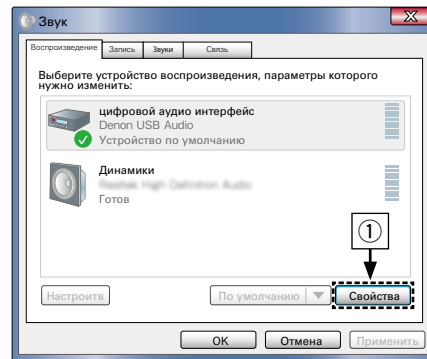 Звук
Воспроизведение Запись Звуки Связь
Выберите устройство воспроизведения, параметры которого
нужно изменить:
цифровой аудио интерфейс
Denon USB Audio
Устройство по умолчанию
Динамики
Realtek High Definition Audio
Готов
1
Настроитв По умолчанию Свойства
OK Отмена Применить